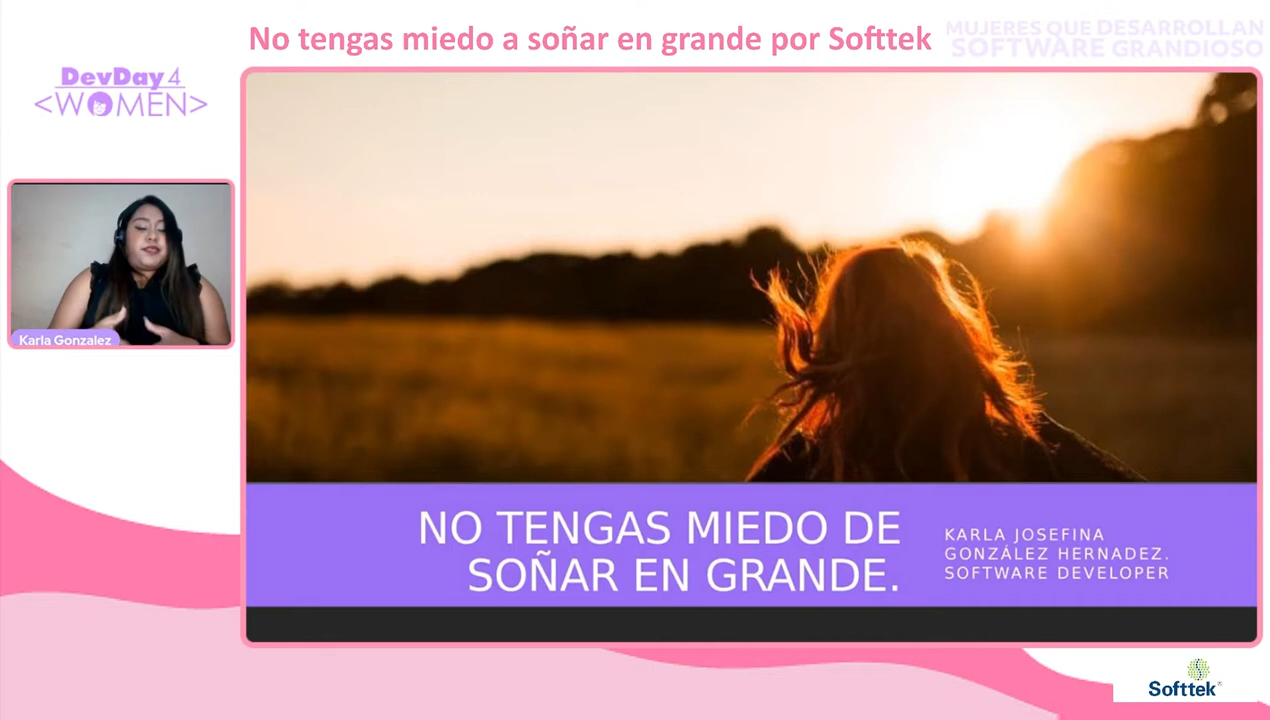 No tengas miedo a soñar en grande por Softtek
MUJERES QUE DESARROLLAN
SOFTWARE GRANDIOSO
DevDay4
<WOMEN>
Karla Gonzalez
NO TENGAS MIEDO DE
SOÑAR EN GRANDE.
KARLA JOSEFINA
GONZÁLEZ HERNADEZ.
SOFTWARE DEVELOPER
Softtek